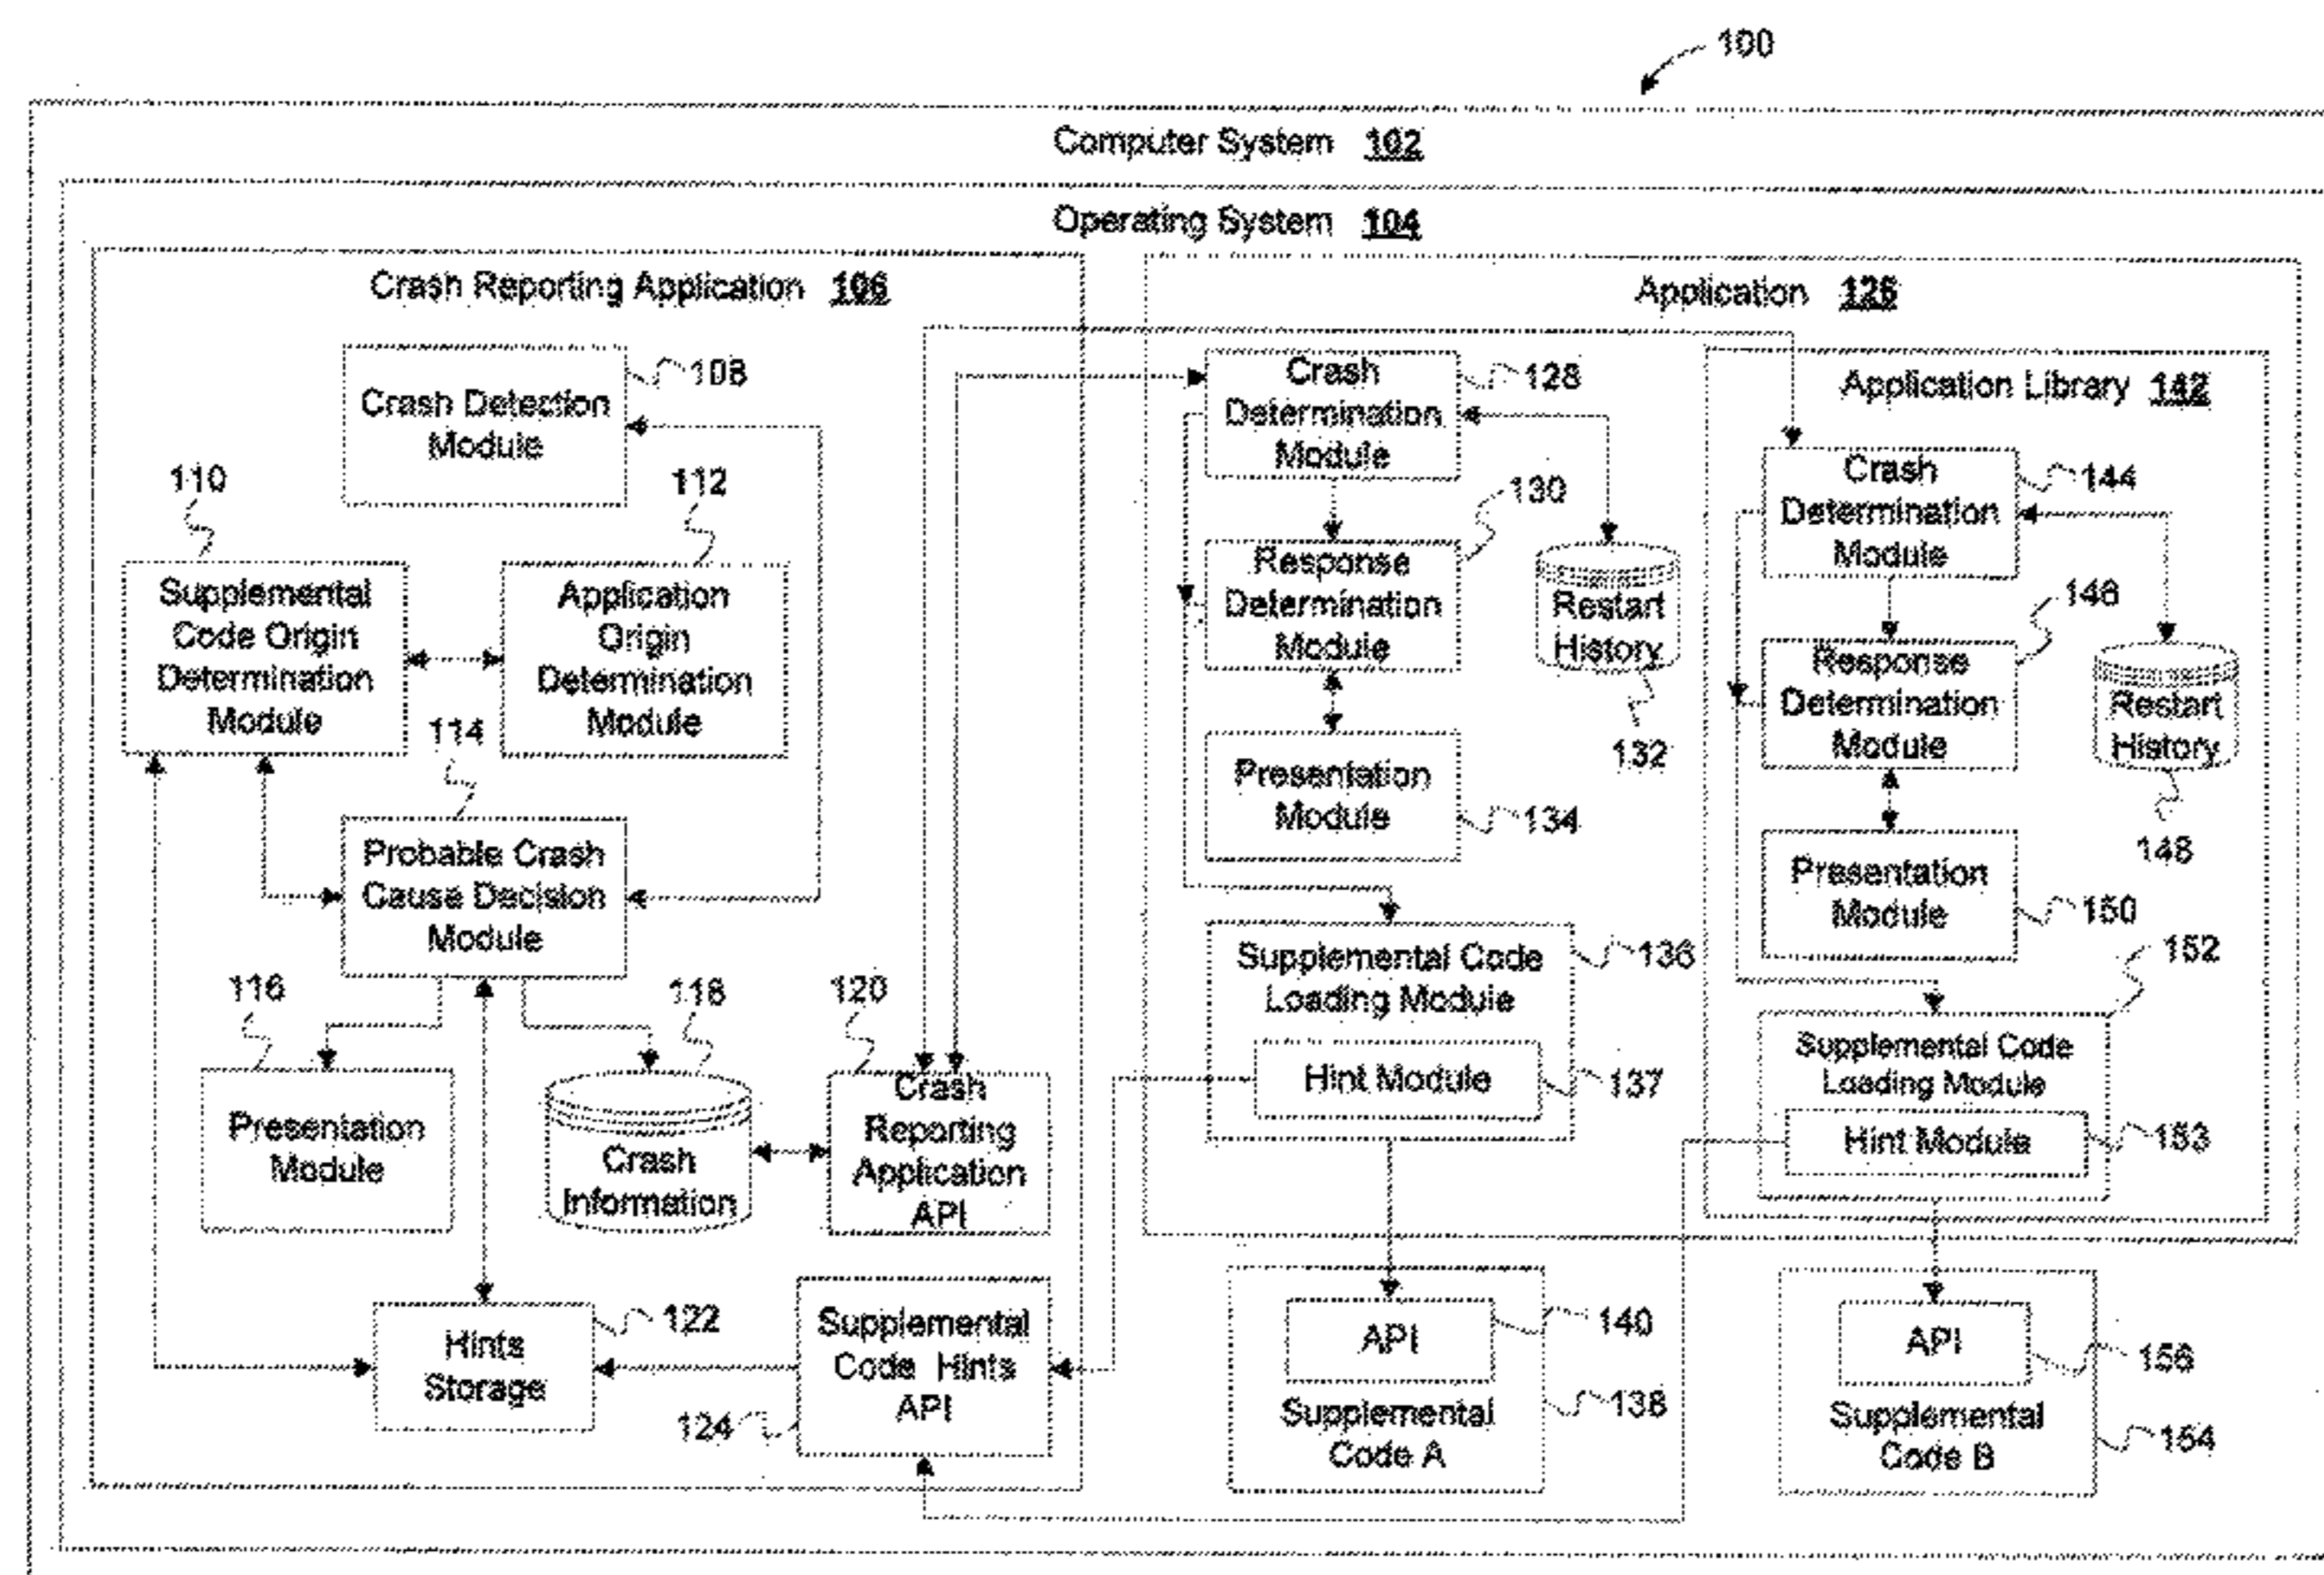 100
Computer System 102
Operating System 104
Crash Reporting Application 106
108
Crash Detection
Module
110
112
Supplemental
Code Origin
Determination
Module
Application
Origin
Determination
Module
114
Probable Crash
Cause Decision
Module
116
118
120
Presentation
Module
Crash
Information
Crash
Reporting
Application
API
122
Hints
Storage
Supplemental
Code Hints
API
124
Application 126
Crash
Determination
Module
128
130
Response
Determination
Module
Restart
History
132
Presentation
Module
134
Supplemental Code
Loading Module
136
Hint Module
137
API
140
Supplemental
Code A
138
Application Library 142
Crash
Determination
Module
144
146
Response
Determination
Module
Restart
History
148
Presentation
Module
150
152
Supplemental Code
Loading Module
Hint Module
153
API
156
Supplemental
Code B
154